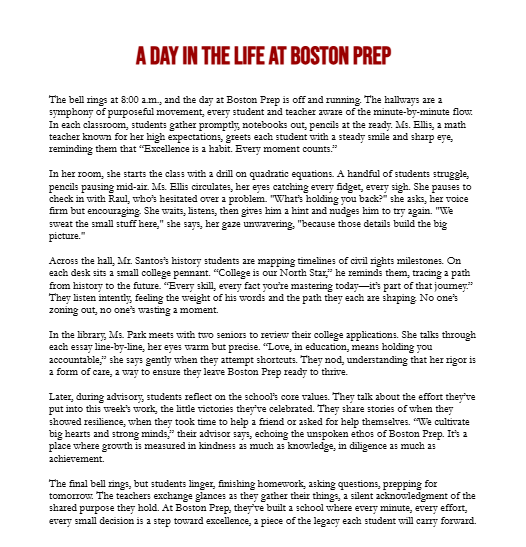 A DAY IN THE LIFE AT BOSTON PREP
The bell rings at 8:00 a.m., and the day at Boston Prep is off and running. The hallways are a
symphony of purposeful movement, every student and teacher aware of the minute-by-minute flow.
In each classroom, students gather promptly, notebooks out, pencils at the ready. Ms. Ellis, a math
teacher known for her high expectations, greets each student with a steady smile and sharp eye,
reminding them that “Excellence is a habit. Every moment counts.”
In her room, she starts the class with a drill on quadratic equations. A handful of students struggle,
pencils pausing mid-air. Ms. Ellis circulates, her eyes catching every fidget, every sigh. She pauses to
check in with Raul, who’s hesitated over a problem. "What’s holding you back?" she asks, her voice
firm but encouraging. She waits, listens, then gives him a hint and nudges him to try again. "We
sweat the small stuff here," she says, her gaze unwavering, "because those details build the big
picture."
Across the hall, Mr. Santos’s history students are mapping timelines of civil rights milestones. On
each desk sits a small college pennant. “College is our North Star,” he reminds them, tracing a path
from history to the future. “Every skill, every fact you’re mastering today—it’s part of that journey.”
They listen intently, feeling the weight of his words and the path they each are shaping. No one’s
zoning out, no one’s wasting a moment.
In the library, Ms. Park meets with two seniors to review their college applications. She talks through
each essay line-by-line, her eyes warm but precise. “Love, in education, means holding you
accountable,” she says gently when they attempt shortcuts. They nod, understanding that her rigor is
a form of care, a way to ensure they leave Boston Prep ready to thrive.
Later, during advisory, students reflect on the school’s core values. They talk about the effort they’ve
put into this week’s work, the little victories they’ve celebrated. They share stories of when they
showed resilience, when they took time to help a friend or asked for help themselves. “We cultivate
big hearts and strong minds,” their advisor says, echoing the unspoken ethos of Boston Prep. It’s a
place where growth is measured in kindness as much as knowledge, in diligence as much as
achievement.
The final bell rings, but students linger, finishing homework, asking questions, prepping for
tomorrow. The teachers exchange glances as they gather their things, a silent acknowledgment of the
shared purpose they hold. At Boston Prep, they’ve built a school where every minute, every effort,
every small decision is a step toward excellence, a piece of the legacy each student will carry forward.